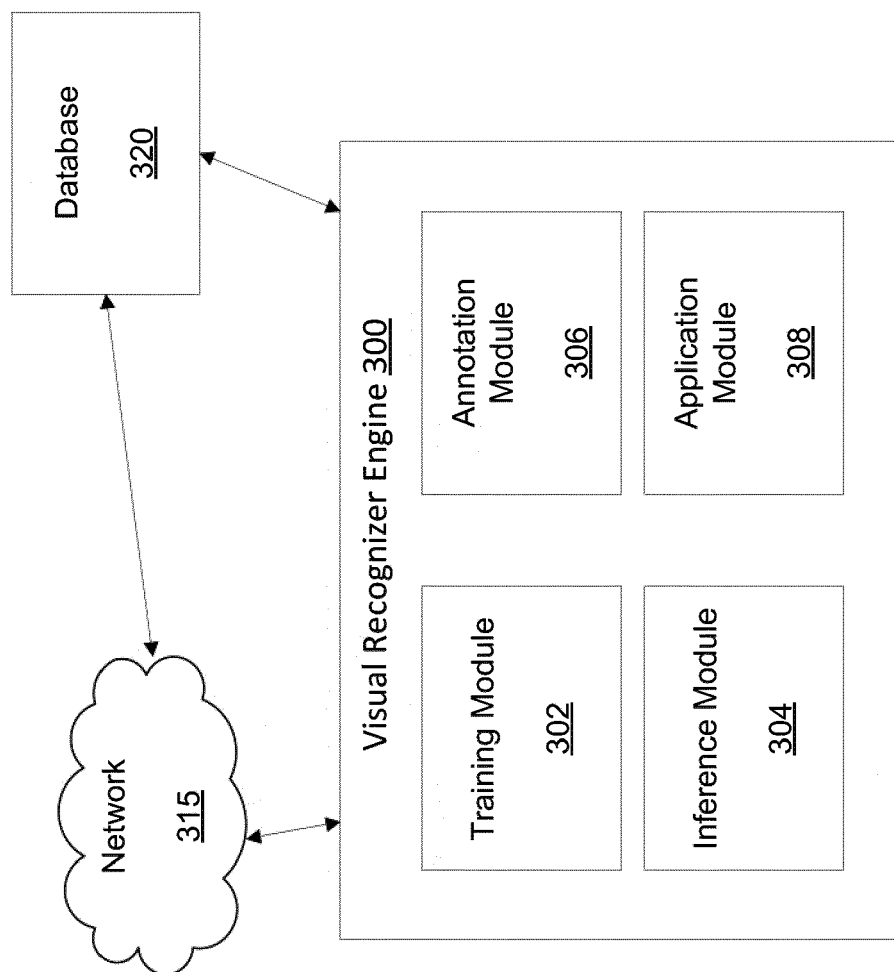 Network
315
Database
320
Visual Recognizer Engine 300
Training Module
302
Annotation
Module
306
Inference Module
304
Application
Module
308